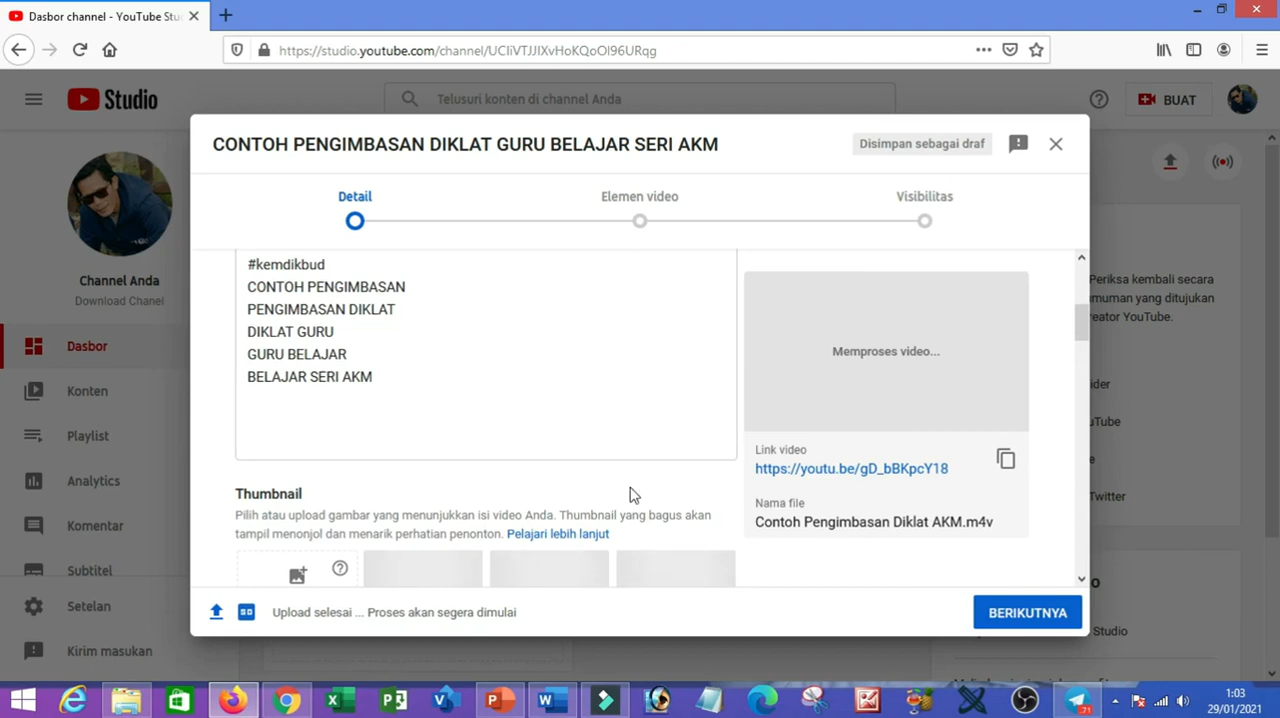 Dasbor channel - YouTube Stu
https://studio.youtube.com/channel/UCIiVTJJIXvHoKQoOl96URqg
Studio
Telusuri konten di channel Anda
BUAT
CONTOH PENGIMBASAN DIKLAT GURU BELAJAR SERI AKM
Disimpan sebagai draf
Detail
Elemen video
Visibilitas
Channel Anda
Download Chanel
Dasbor
Konten
Playlist
Analytics
Komentar
Subtitel
Setelan
Kirim masukan
#kemdikbud
CONTOH PENGIMBASAN
PENGIMBASAN DIKLAT
DIKLAT GURU
GURU BELAJAR
BELAJAR SERI AKM
Memproses video...
Link video
https://youtu.be/gD_bBKpcY18
Nama file
Contoh Pengimbasan Diklat AKM.m4v
Thumbnail
Pilih atau upload gambar yang menunjukkan isi video Anda. Thumbnail yang bagus akan
tampil menonjol dan menarik perhatian penonton. Pelajari lebih lanjut
SD
Upload selesai ... Proses akan segera dimulai
BERIKUTNYA
Periksa kembali secara
umuman yang ditujukan
reator YouTube.
ider
uTube
e
Twitter
o
Studio
71
1:03
29/01/2021